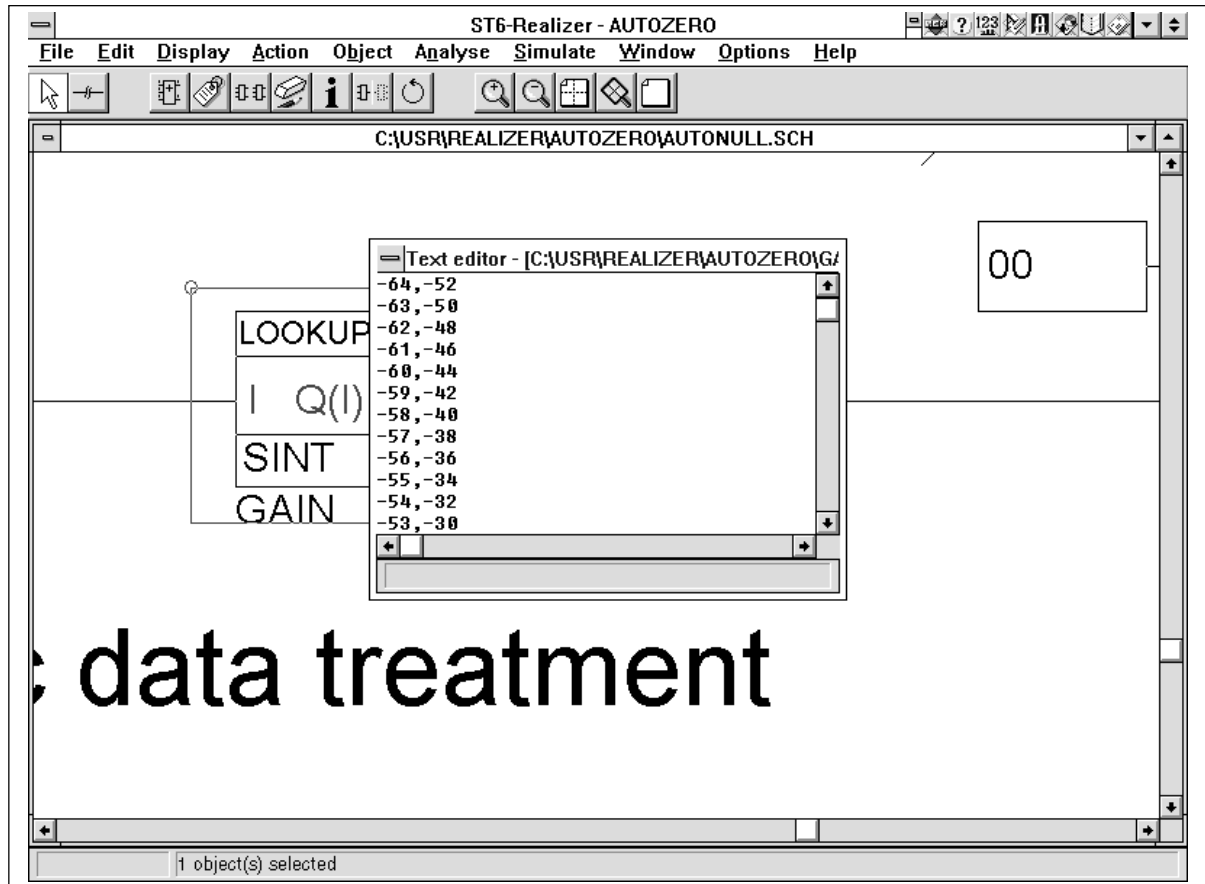 ST6-Realizer - AUTOZERO
? 123
File Edit Display Action Object Analyse Simulate Window Options Help
C:\USR\REALIZER\AUTOZERO\AUTONULL.SCH
Text editor - [C:\USR\REALIZER\AUTOZERO\GA
-64,-52
-63,-50
-62,-48
-61,-46
-60,-44
-59,-42
-58,-40
-57,-38
-56,-36
-55,-34
-54,-32
-53,-30
LOOKUP
I Q(I)
SINT
GAIN
00
c data treatment
1 object(s) selected